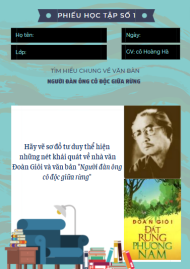 PHIẾU HỌC TẬP SỐ 1
Họ tên:
Ngày:
Lớp:
GV: cô Hoàng Hà
TÌM HIỂU CHUNG VỀ VĂN BẢN
NGƯỜI ĐÀN ÔNG CÔ ĐỘC GIỮA RỪNG
Hãy vẽ sơ đồ tư duy thể hiện
những nét khái quát về nhà văn
Đoàn Giỏi và văn bản "Người đàn ông
cô độc giữa rừng"
ĐOÀN GIỎI
ĐẤT
RỪNG
PHƯƠNG
NAM